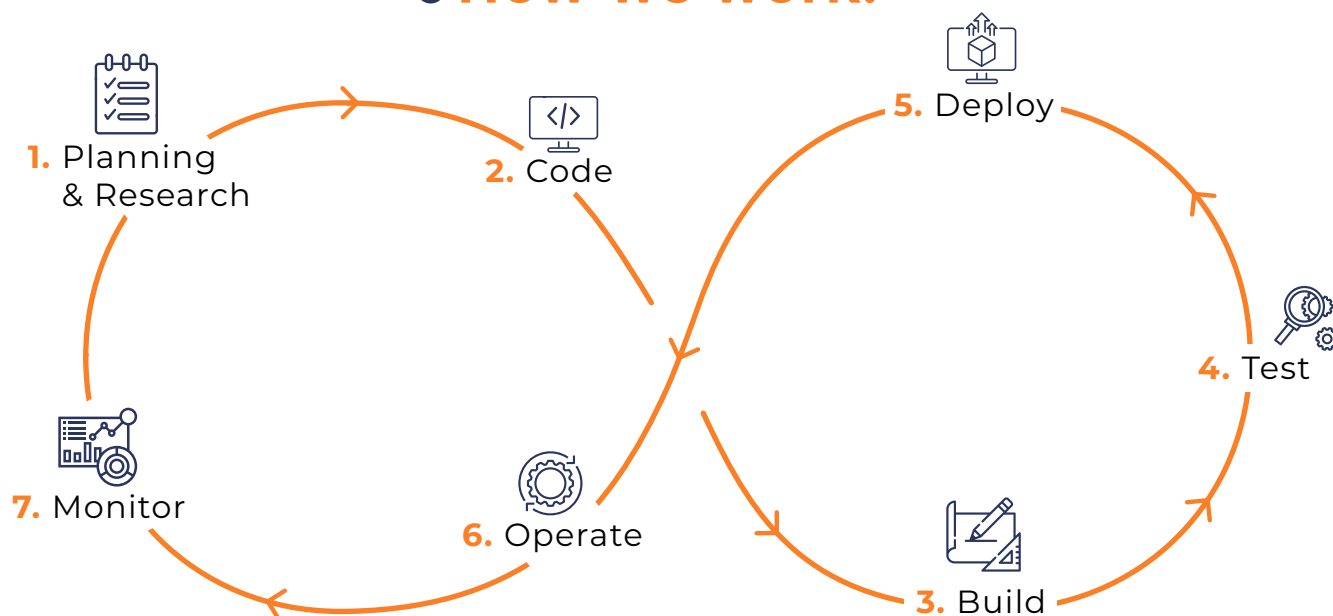 1. Planning
& Research
2. Code
3. Build
4. Test
5. Deploy
6. Operate
7. Monitor